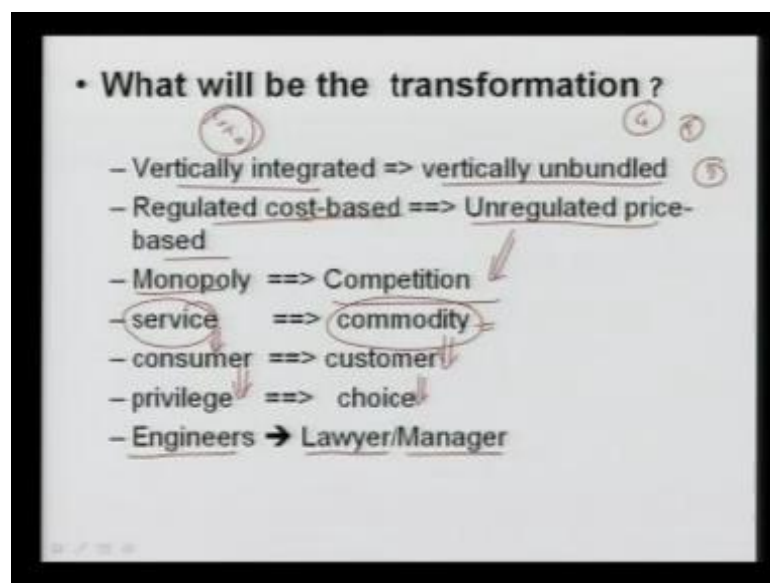 • What will be the transformation ?
– Vertically integrated => vertically unbundled
– Regulated cost-based ==> Unregulated price-
based
– Monopoly ==> Competition
– service ==> commodity
– consumer ==> customer
– privilege ==> choice
– Engineers ➔ Lawyer/Manager